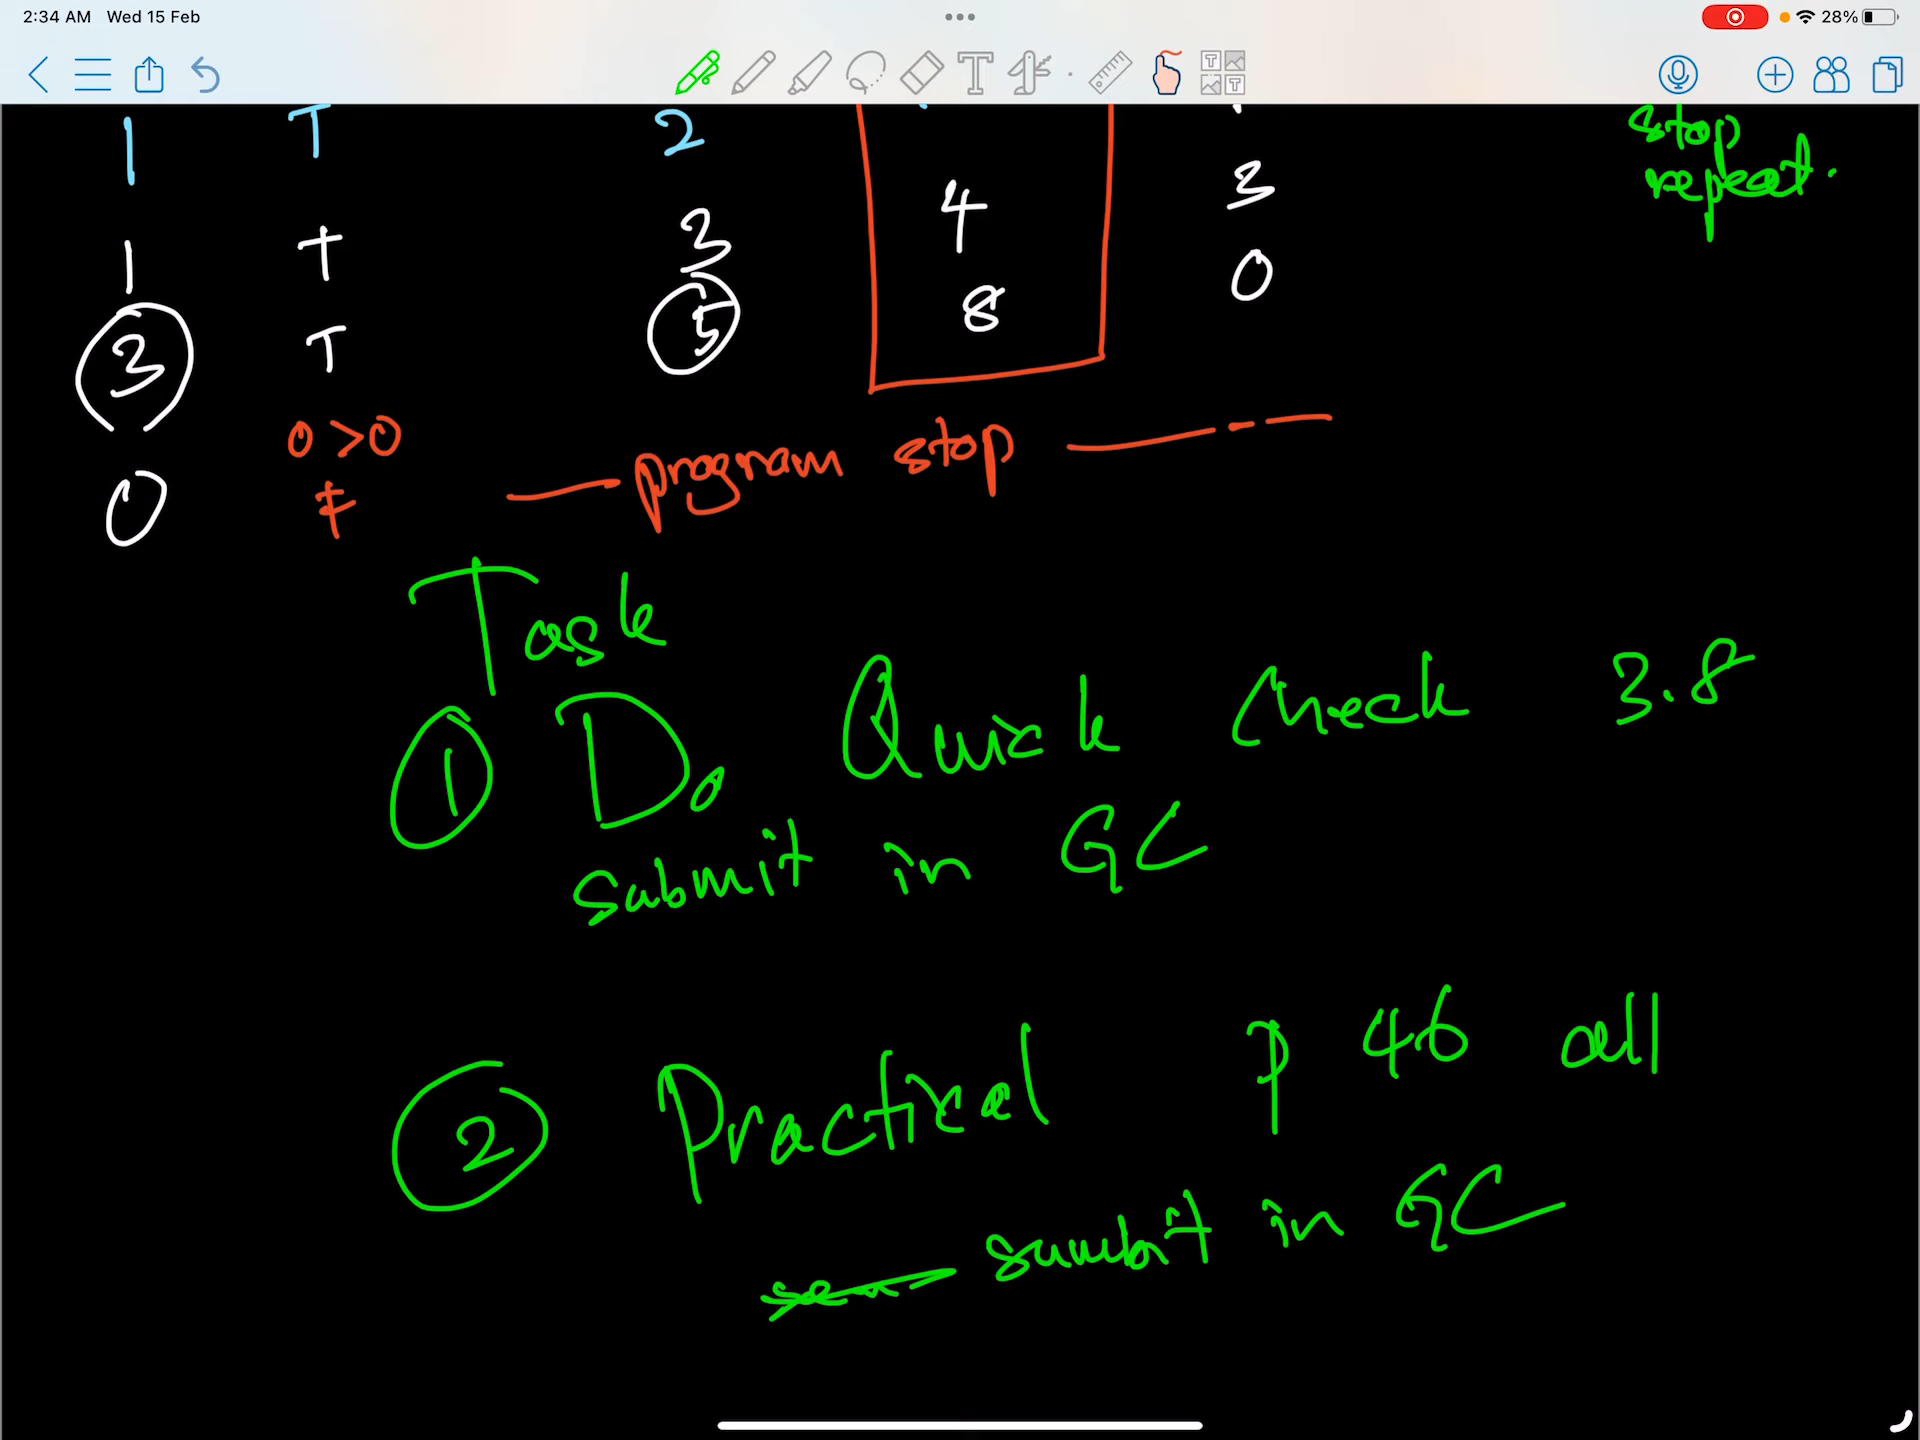 2:34 AM Wed 15 Feb
28%
1 T 2
stop
repeat.
4 3
1 T 3
8 0
3 T 5
0 > 0
program stop
0 F
Task
1 Do Quick Check 3.8
submit in GC
2 Practical P 46 all
sumbit in GC